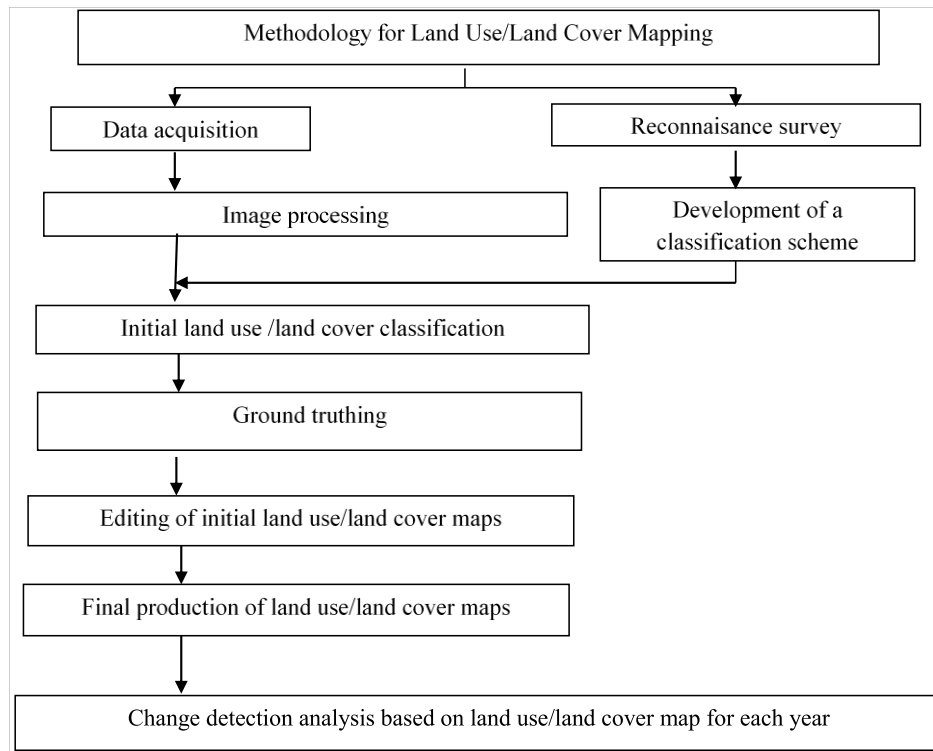 Methodology for Land Use/Land Cover Mapping
Data acquisition
Reconnaisance survey
Image processing
Development of a
classification scheme
Initial land use /land cover classification
Ground truthing
Editing of initial land use/land cover maps
Final production of land use/land cover maps
Change detection analysis based on land use/land cover map for each year